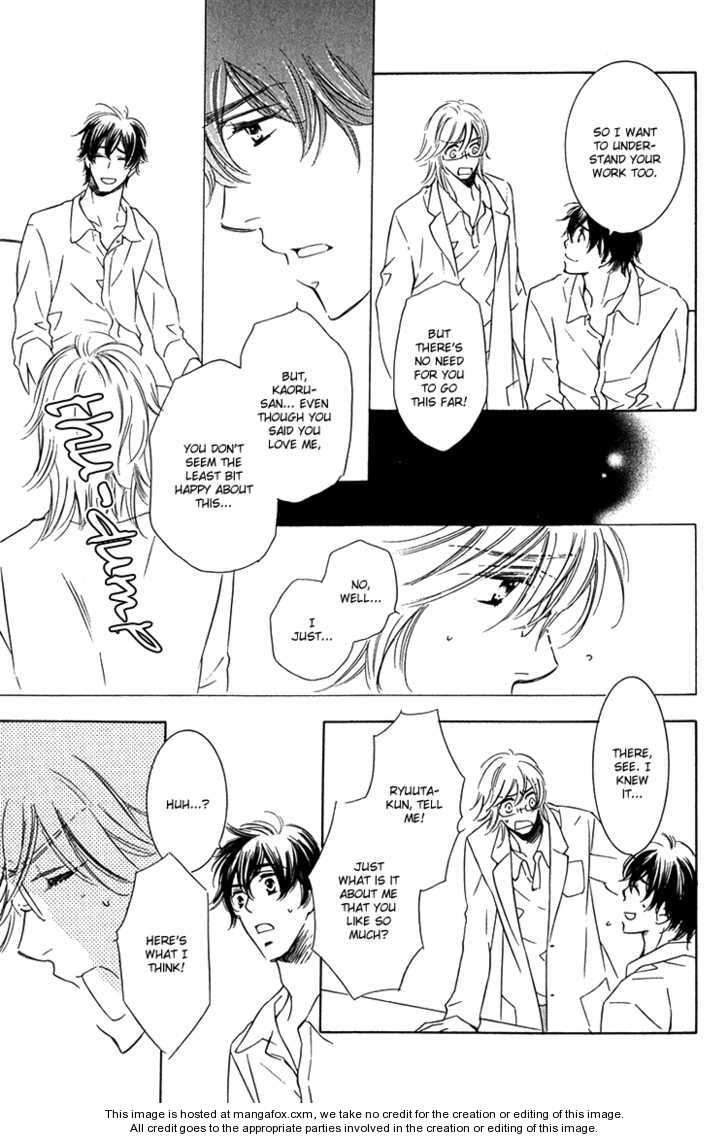 SO I WANT
TO UNDER-
STAND YOUR
WORK TOO.
BUT
THERE'S
NO NEED
FOR YOU
TO GO
THIS FAR!
BUT,
KAORU-
SAN... EVEN
THOUGH YOU
SAID YOU
LOVE ME,
YOU DON'T
SEEM THE
LEAST BIT
HAPPY ABOUT
THIS...
thu-dump
NO,
WELL...
I
JUST...
THERE,
SEE. I
KNEW
IT...
RYUUTA-
KUN, TELL
ME!
JUST
WHAT IS IT
ABOUT ME
THAT YOU
LIKE SO
MUCH?
HUH...?
HERE'S
WHAT I
THINK!
This image is hosted at mangafox.cxm, we take no credit for the creation or editing of this image.
All credit goes to the appropriate parties involved in the creation or editing of this image.